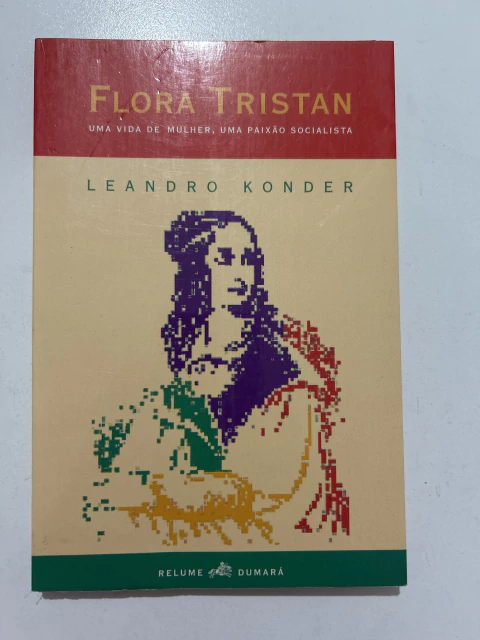 FLORA TRISTAN
UMA VIDA DE MULHER, UMA PAIXÃO SOCIALISTA
LEANDRO KONDER
RELUME DUMARÁ